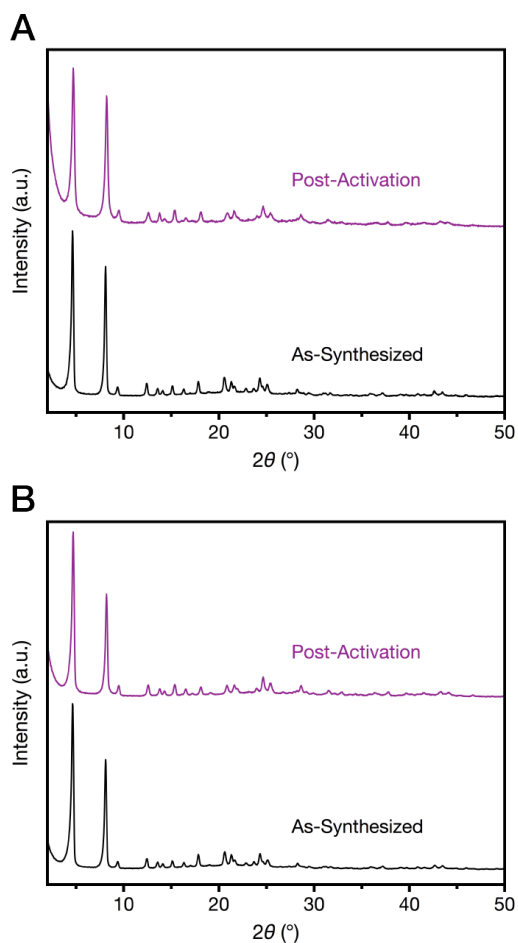 A
Intensity (a.u.)
Post-Activation
As-Synthesized
10 20 30 40 50
2θ (°)
B
Intensity (a.u.)
Post-Activation
As-Synthesized
10 20 30 40 50
2θ (°)